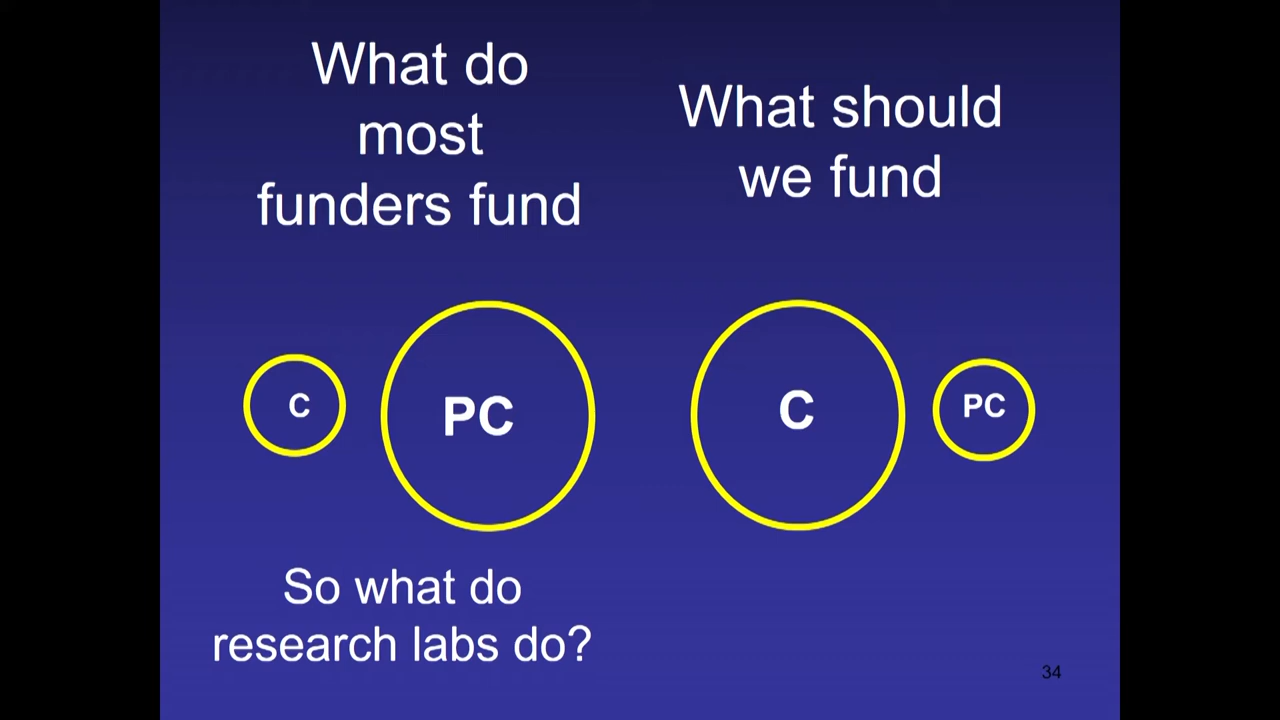 What do
most
funders fund
What should
we fund
C
PC
C
PC
So what do
research labs do?
34